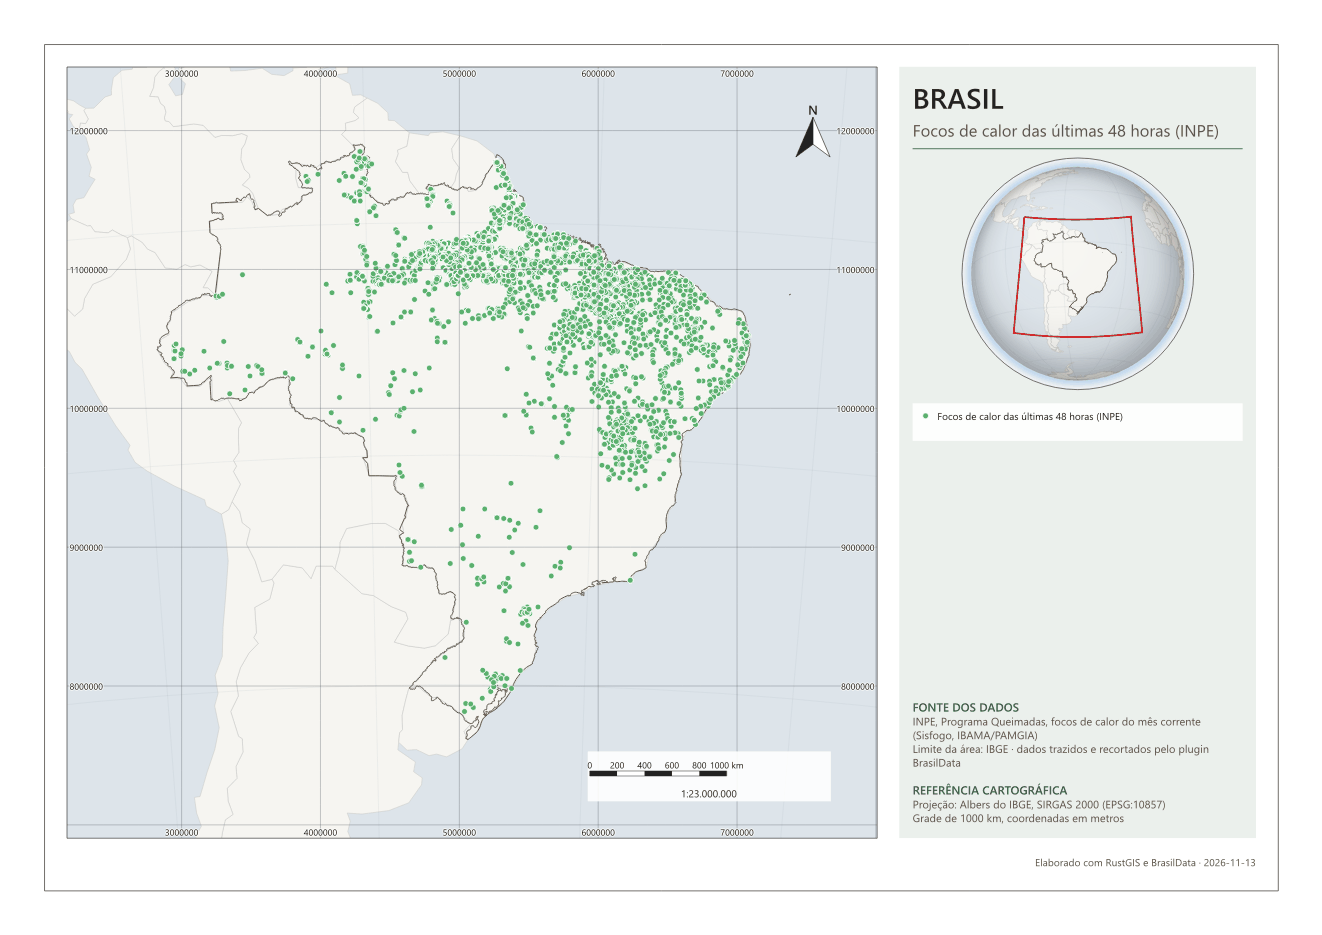 3000000 4000000 5000000 6000000 7000000
12000000 12000000
11000000 11000000
10000000 10000000
9000000 9000000
8000000 8000000
3000000 4000000 5000000 6000000 7000000
N
0 200 400 600 800 1000 km
1:23.000.000
BRASIL
Focos de calor das últimas 48 horas (INPE)
Focos de calor das últimas 48 horas (INPE)
FONTE DOS DADOS
INPE, Programa Queimadas, focos de calor do mês corrente
(Sisfogo, IBAMA/PAMGIA)
Limite da área: IBGE · dados trazidos e recortados pelo plugin
BrasilData
REFERÊNCIA CARTOGRÁFICA
Projeção: Albers do IBGE, SIRGAS 2000 (EPSG:10857)
Grade de 1000 km, coordenadas em metros
Elaborado com RustGIS e BrasilData · 2026-11-13